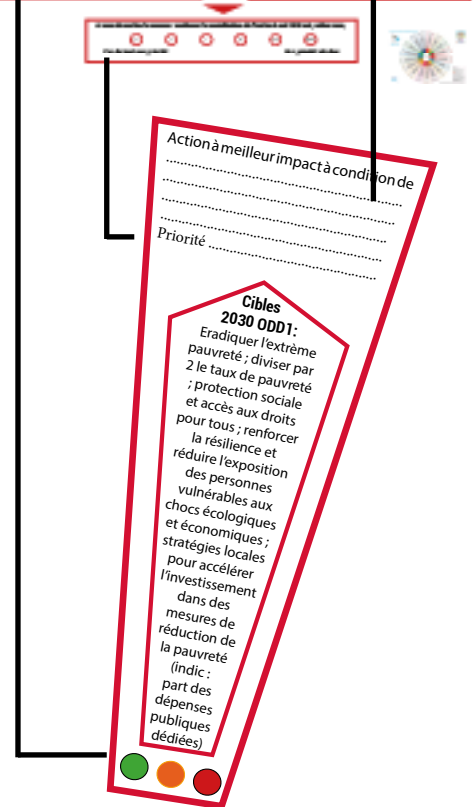 Action à meilleur impact à condition de
................................................................
................................................................
................................................................
................................................................
Priorité .............................................
Cibles
2030 ODD1:
Eradiquer l'extrême
pauvreté ; diviser par
2 le taux de pauvreté
; protection sociale
et accès aux droits
pour tous ; renforcer
la résilience et
réduire l'exposition
des personnes
vulnérables aux
chocs écologiques
et économiques ;
stratégies locales
pour accélérer
l'investissement
dans des
mesures de
réduction de
la pauvreté
(indic :
part des
dépenses
publiques
dédiées)